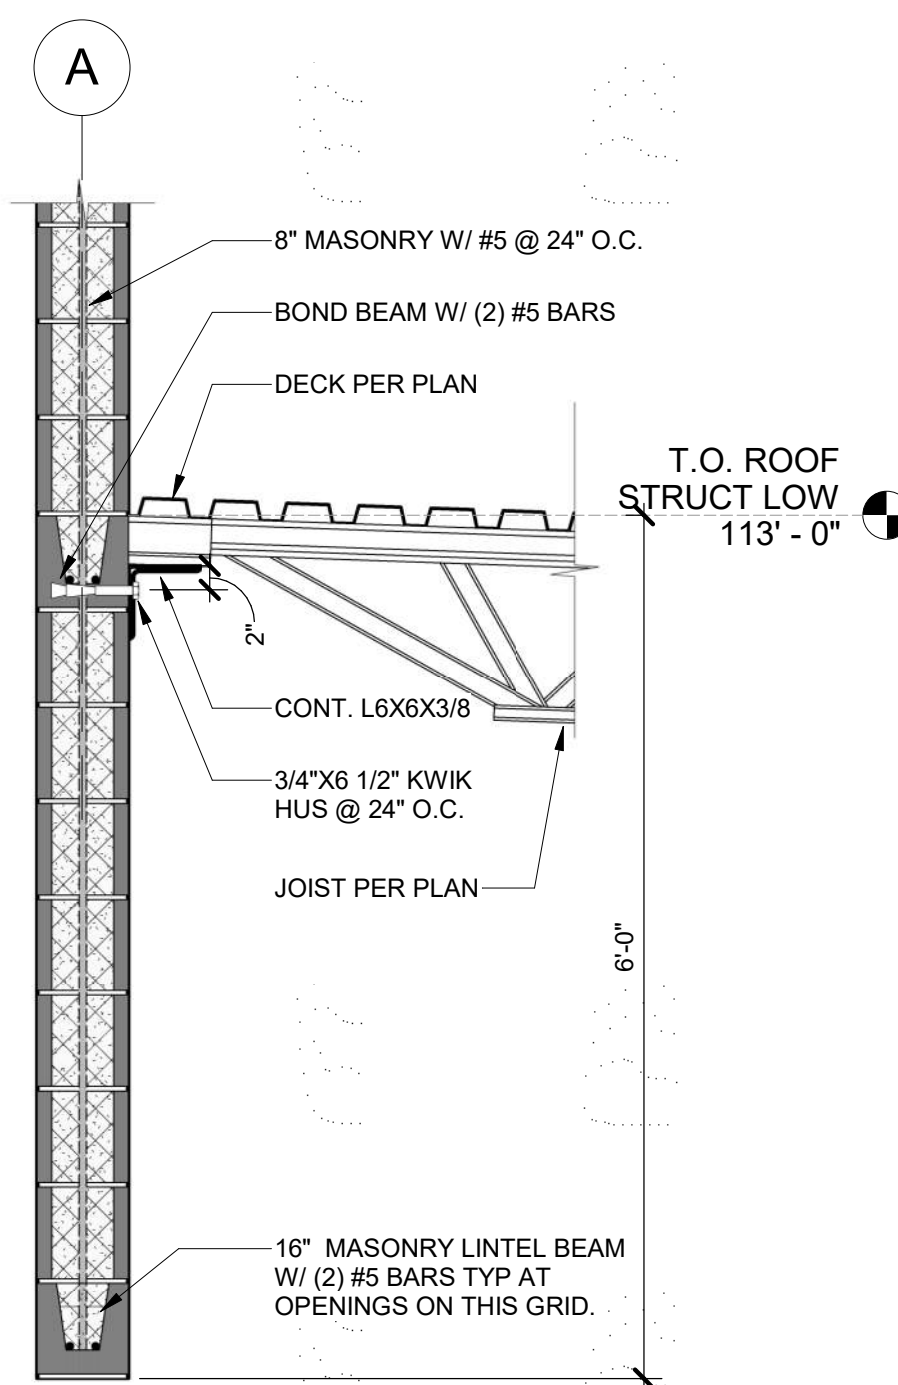 A
8" MASONRY W/ #5 @ 24" O.C.
BOND BEAM W/ (2) #5 BARS
DECK PER PLAN
T.O. ROOF
STRUCT LOW
113' - 0"
2"
CONT. L6X6X3/8
3/4"X6 1/2" KWIK
HUS @ 24" O.C.
JOIST PER PLAN
6'-0"
16" MASONRY LINTEL BEAM
W/ (2) #5 BARS TYP AT
OPENINGS ON THIS GRID.